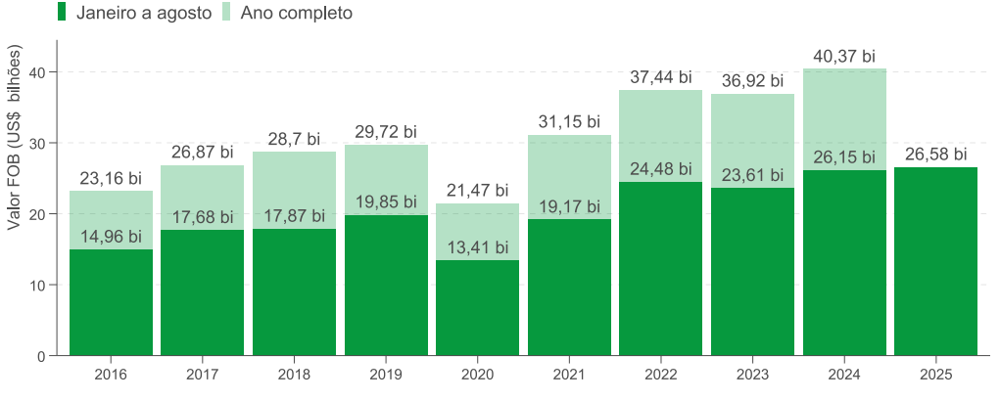 Janeiro a agosto Ano completo
Valor FOB (US$ bilhões)
40
30
20
10
0
23,16 bi
14,96 bi
26,87 bi
17,68 bi
28,7 bi
17,87 bi
29,72 bi
19,85 bi
21,47 bi
13,41 bi
31,15 bi
19,17 bi
37,44 bi
24,48 bi
36,92 bi
23,61 bi
40,37 bi
26,15 bi
26,58 bi
2016 2017 2018 2019 2020 2021 2022 2023 2024 2025